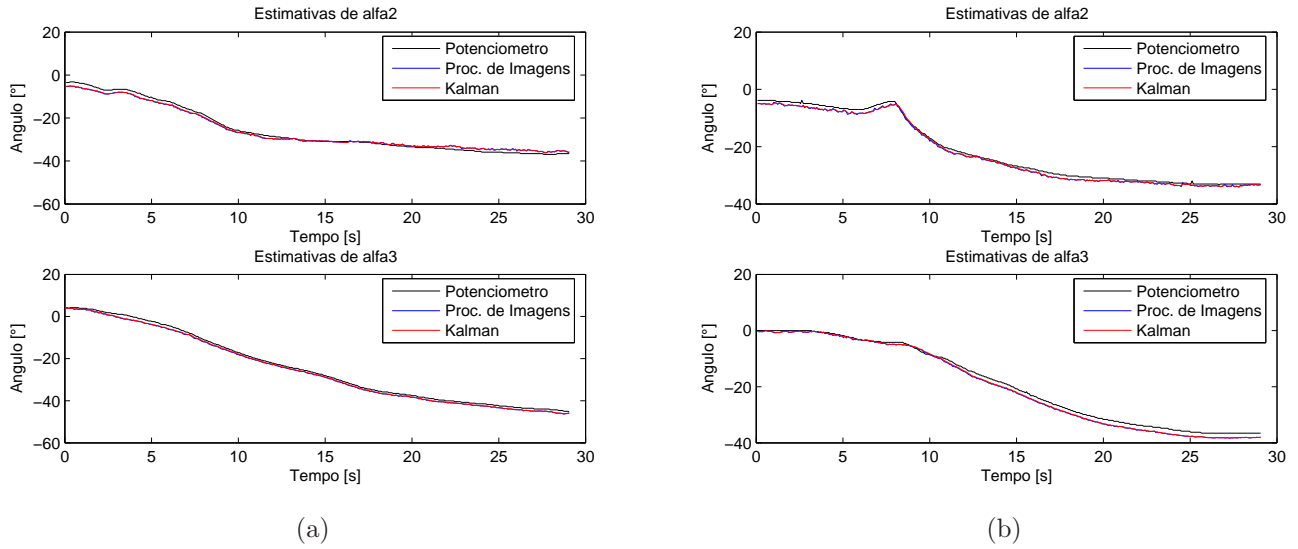 Estimativas de alfa2
20
0
−20
−40
−60
Angulo [°]
0 5 10 15 20 25 30
Tempo [s]
Potenciometro
Proc. de Imagens
Kalman
Estimativas de alfa3
20
0
−20
−40
−60
Angulo [°]
0 5 10 15 20 25 30
Tempo [s]
Potenciometro
Proc. de Imagens
Kalman
(a)
Estimativas de alfa2
20
0
−20
−40
Angulo [°]
0 5 10 15 20 25 30
Tempo [s]
Potenciometro
Proc. de Imagens
Kalman
Estimativas de alfa3
20
0
−20
−40
Angulo [°]
0 5 10 15 20 25 30
Tempo [s]
Potenciometro
Proc. de Imagens
Kalman
(b)